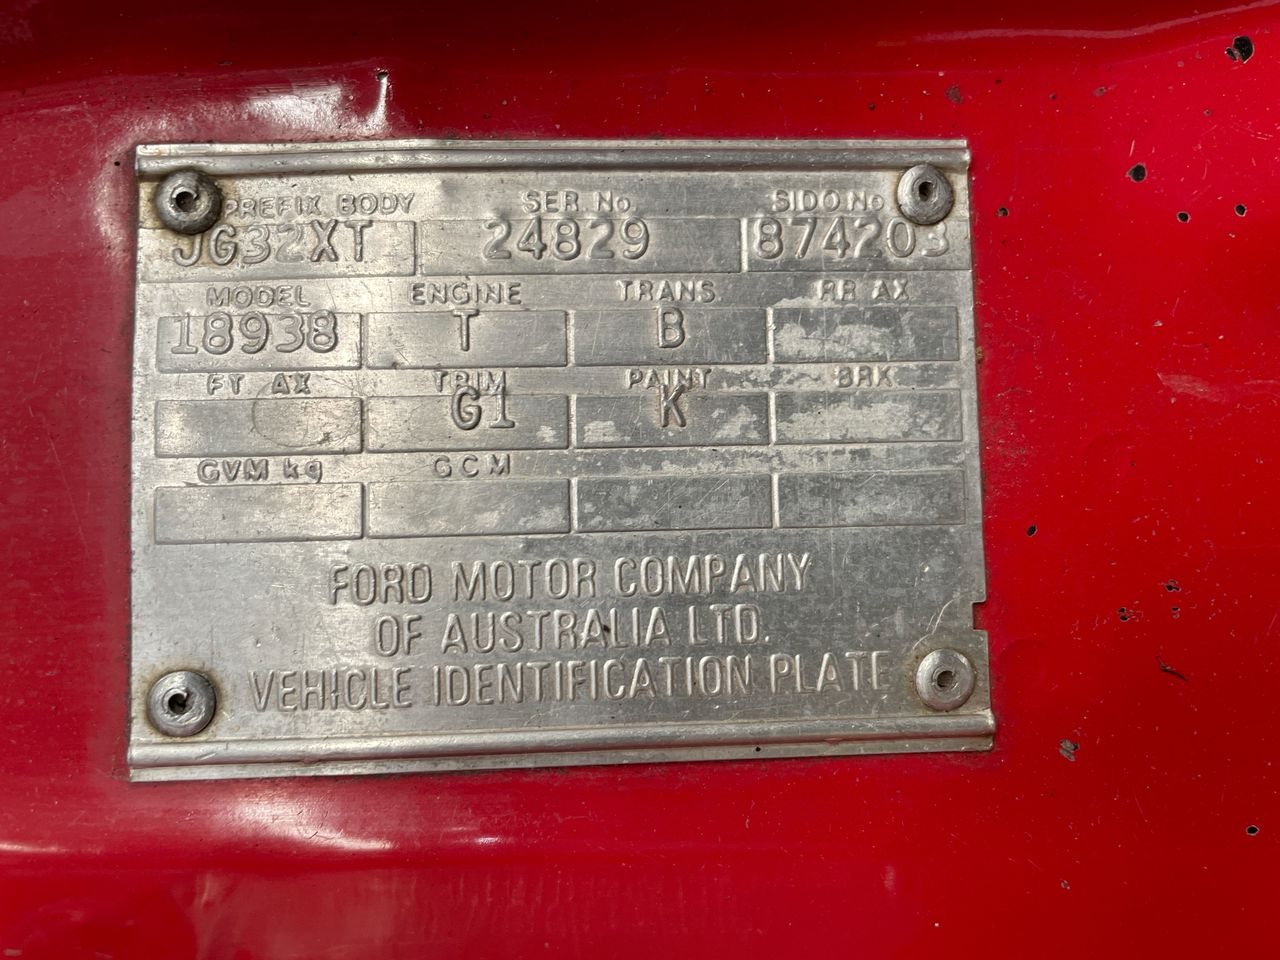 PREFIX BODY SER No. SIDO No
JG32XT 24829 874203
MODEL ENGINE TRANS RR AX
18938 T B
FT AX TRIM PAINT BRK
G1 K
GVM kg GCM
FORD MOTOR COMPANY
OF AUSTRALIA LTD.
VEHICLE IDENTIFICATION PLATE